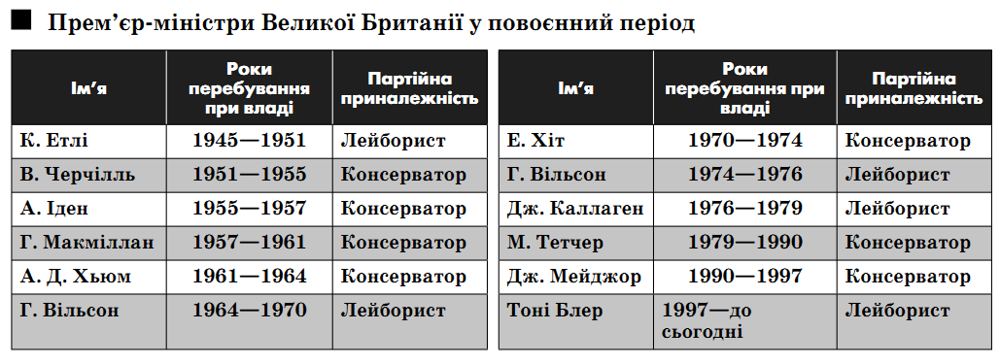 ■ Прем’єр-міністри Великої Британії у повоєнний період
Ім’я
Роки
перебування
при владі
Партійна
приналежність
К. Етлі 1945—1951 Лейборист
В. Черчілль 1951—1955 Консерватор
А. Іден 1955—1957 Консерватор
Г. Макміллан 1957—1961 Консерватор
А. Д. Хьюм 1961—1964 Консерватор
Г. Вільсон 1964—1970 Лейборист
Ім’я
Роки
перебування при
владі
Партійна
приналежність
Е. Хіт 1970—1974 Консерватор
Г. Вільсон 1974—1976 Лейборист
Дж. Каллаген 1976—1979 Лейборист
М. Тетчер 1979—1990 Консерватор
Дж. Мейджор 1990—1997 Консерватор
Тоні Блер 1997—до Лейборист
сьогодні